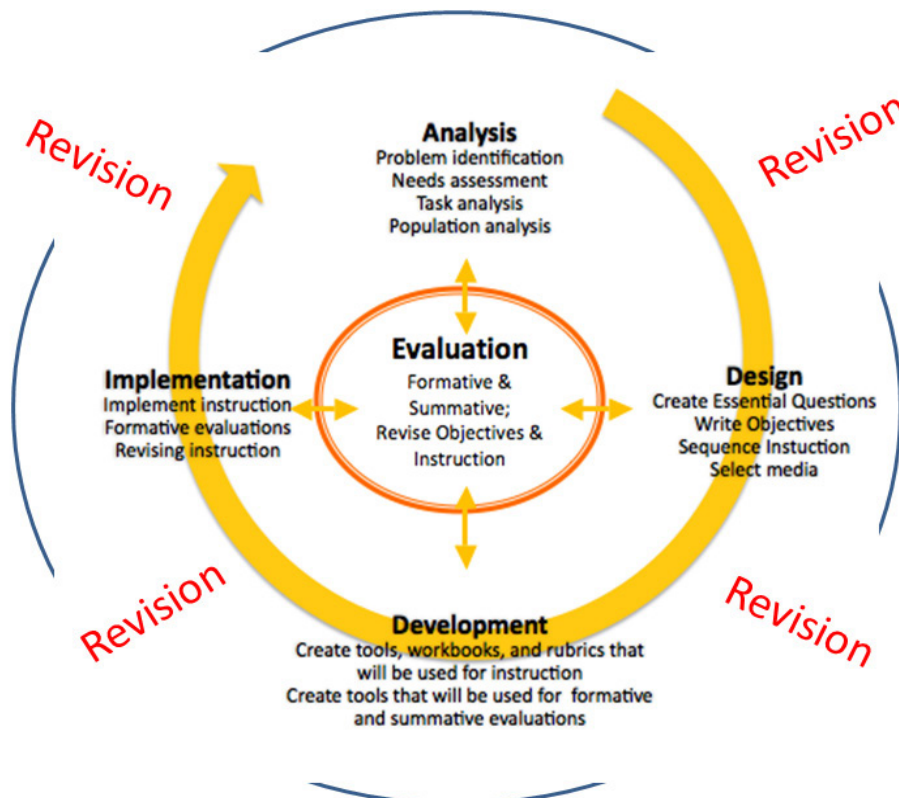 Revision
Revision
Analysis
Problem identification
Needs assessment
Task analysis
Population analysis
Evaluation
Formative &
Summative;
Revise Objectives &
Instruction
Implementation
Implement instruction
Formative evaluations
Revising instruction
Design
Create Essential Questions
Write Objectives
Sequence Instuction
Select media
Revision
Revision
Development
Create tools, workbooks, and rubrics that
will be used for instruction
Create tools that will be used for formative
and summative evaluations